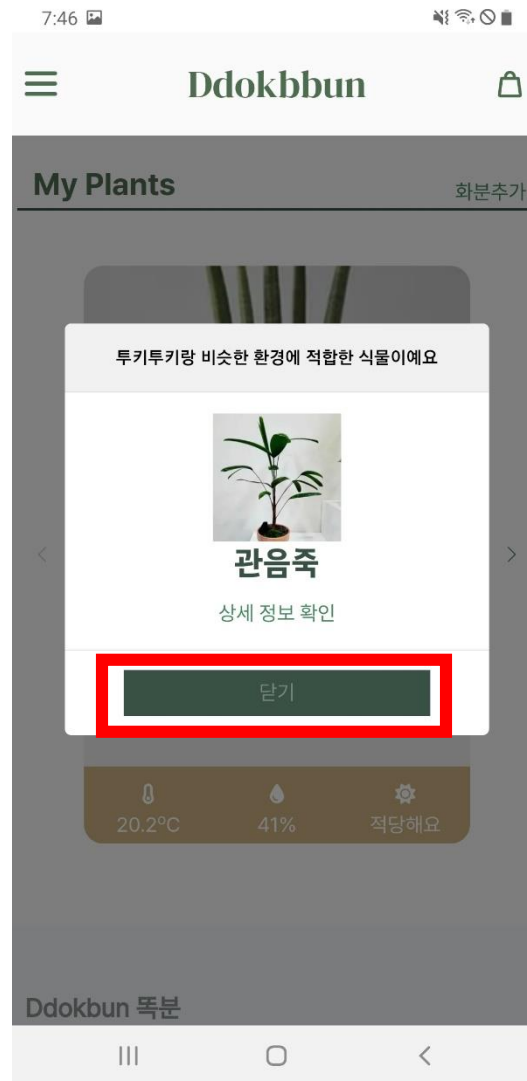 7:46
Ddokbbun
My Plants
화분추가
투키투키랑 비슷한 환경에 적합한 식물이예요
관음죽
상세 정보 확인
닫기
20.2ºC 41% 적당해요
Ddokbun 똑분